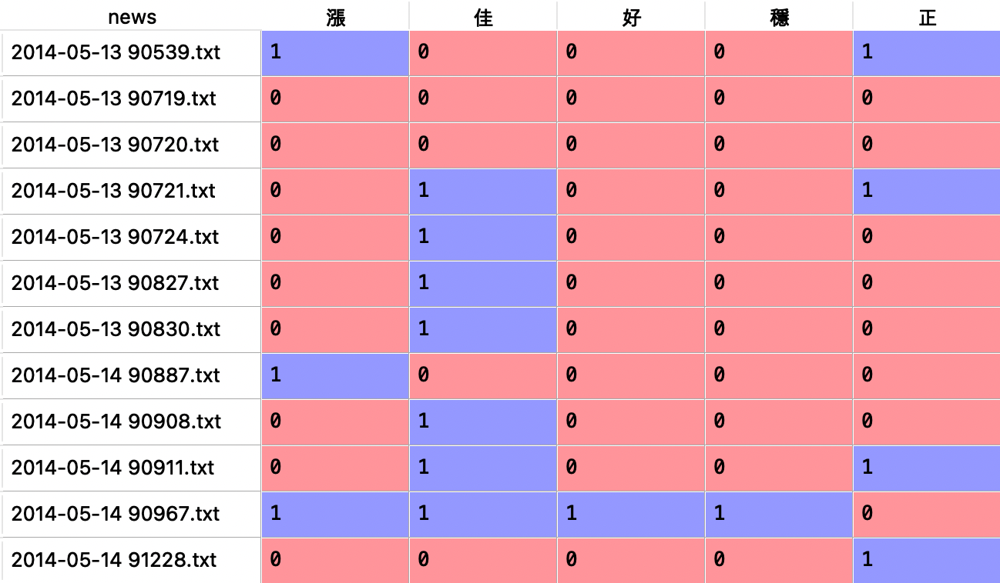 news 漲 佳 好 穩 正
2014-05-13 90539.txt 1 0 0 0 1
2014-05-13 90719.txt 0 0 0 0 0
2014-05-13 90720.txt 0 0 0 0 0
2014-05-13 90721.txt 0 1 0 0 1
2014-05-13 90724.txt 0 1 0 0 0
2014-05-13 90827.txt 0 1 0 0 0
2014-05-13 90830.txt 0 1 0 0 0
2014-05-14 90887.txt 1 0 0 0 0
2014-05-14 90908.txt 0 1 0 0 0
2014-05-14 90911.txt 0 1 0 0 1
2014-05-14 90967.txt 1 1 1 1 0
2014-05-14 91228.txt 0 0 0 0 1